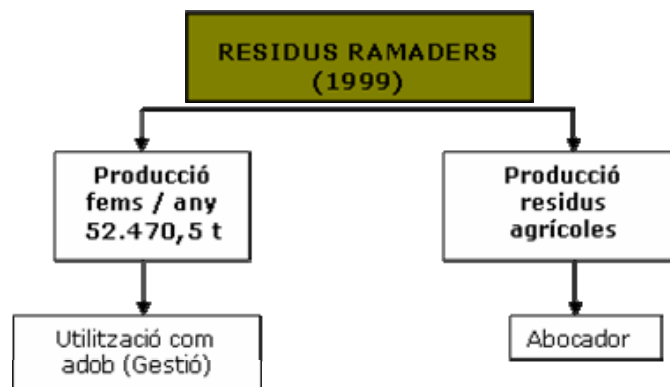 RESIDUS RAMADERS
(1999)
Producció
fems / any
52.470,5 t
Producció
residus
agrícoles
Utilització com
adob (Gestió)
Abocador